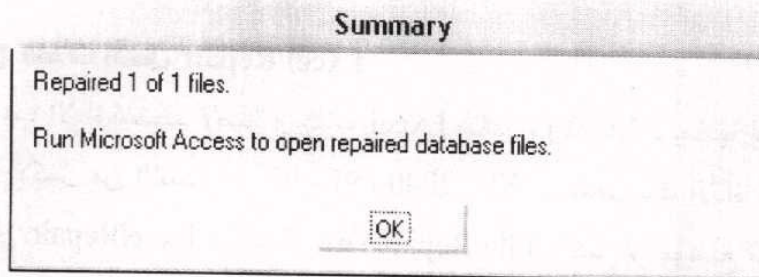 Summary
Repaired 1 of 1 files.
Run Microsoft Access to open repaired database files.
OK